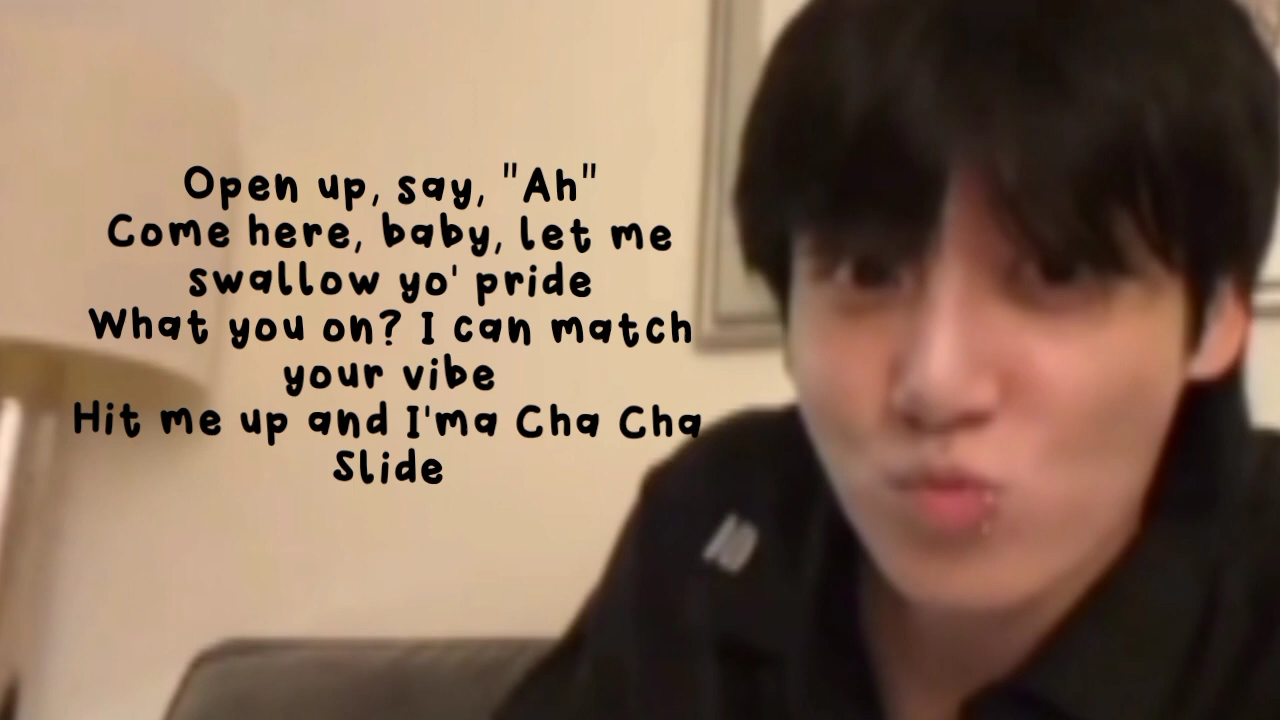 Open up, say, "Ah"
Come here, baby, let me
swallow yo' pride
What you on? I can match
your vibe
Hit me up and I'ma Cha Cha
Slide